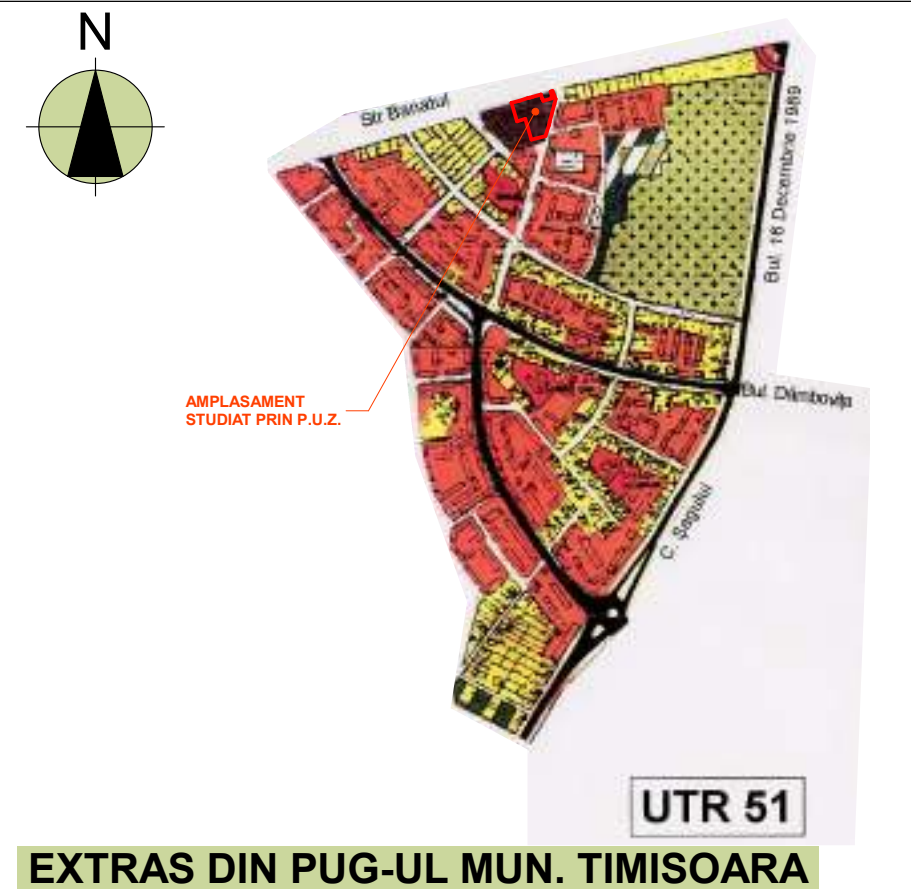 N
Str Banatul
Bul. 16 Decembrie 1989
AMPLASAMENT
STUDIAT PRIN P.U.Z.
Bul. Dâmbovița
C. Şagului
UTR 51
EXTRAS DIN PUG-UL MUN. TIMISOARA